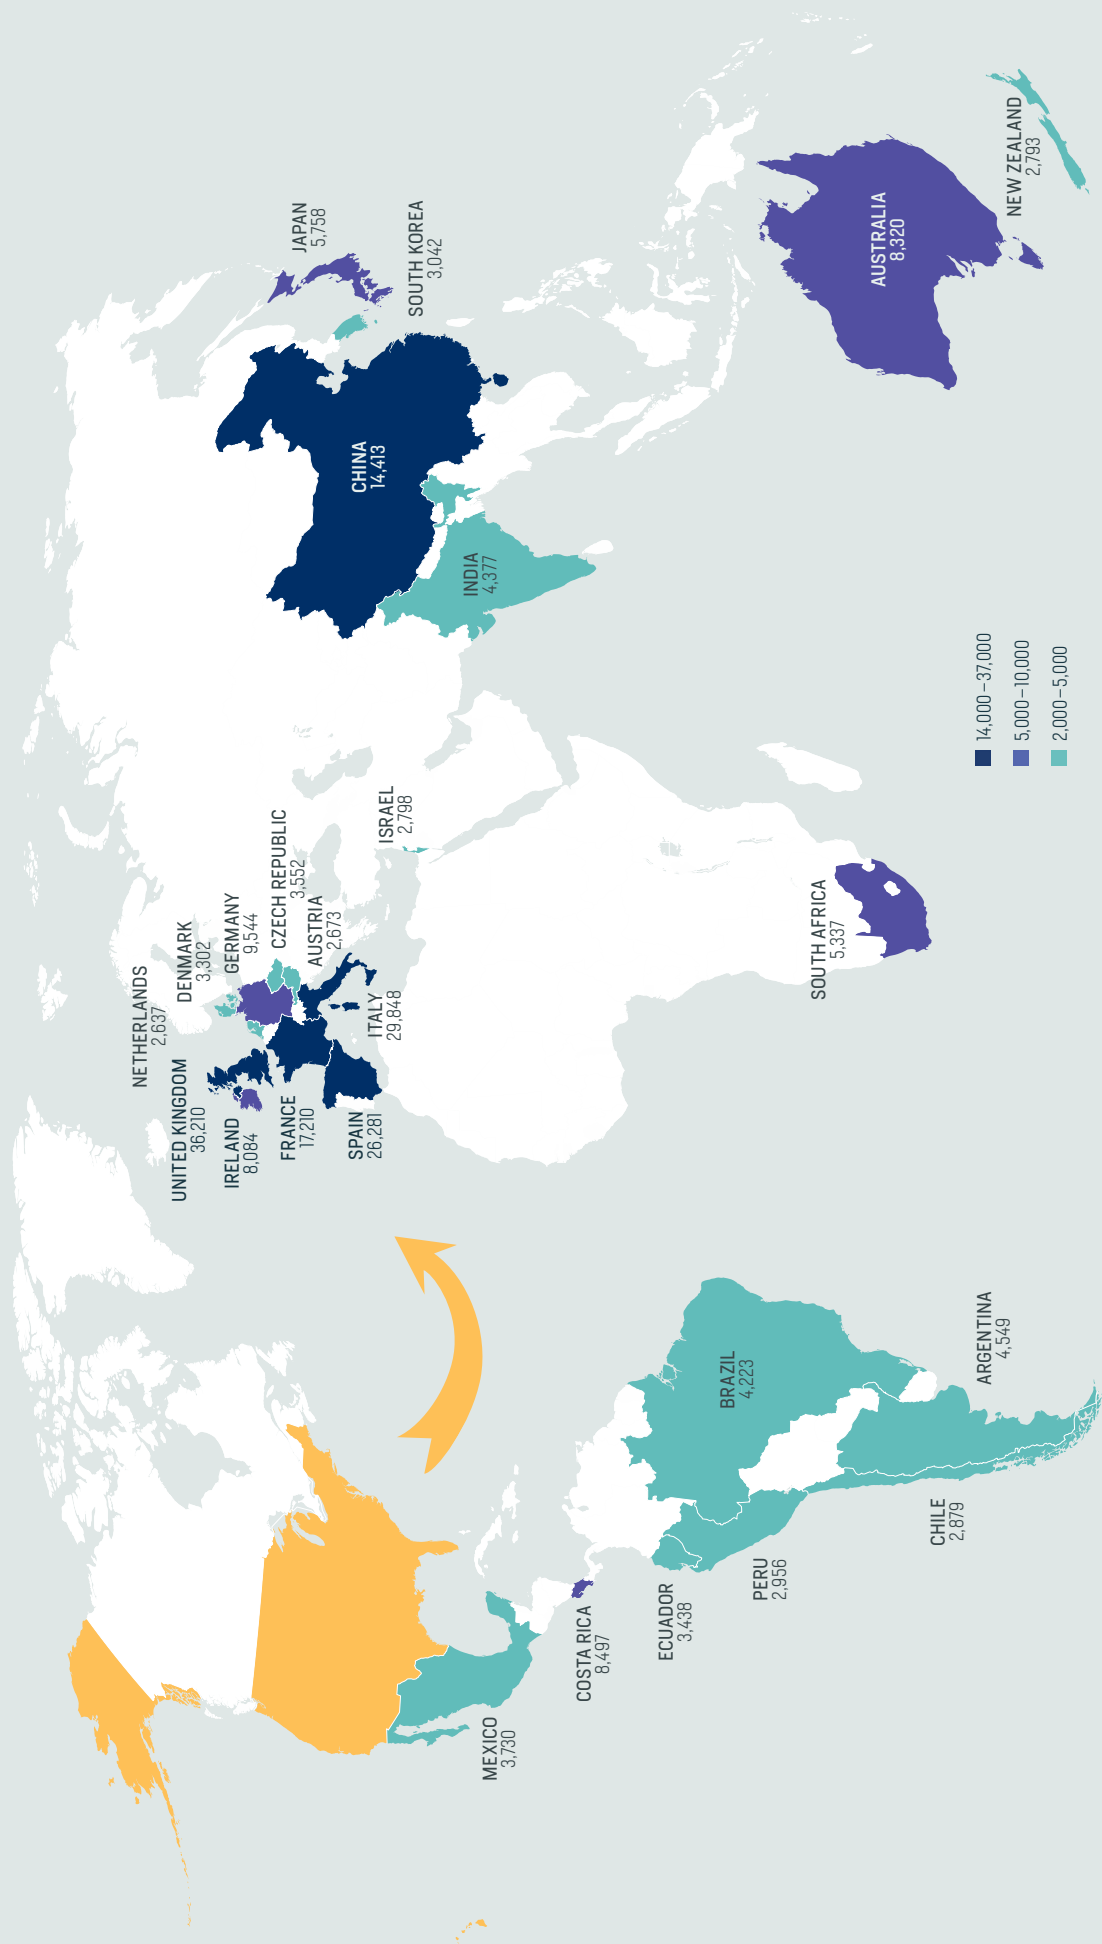 NETHERLANDS
2,637
DENMARK
3,302
UNITED KINGDOM
36,210
IRELAND
8,084
GERMANY
9,544
CZECH REPUBLIC
3,552
AUSTRIA
2,673
FRANCE
17,210
SPAIN
26,281
ITALY
29,848
ISRAEL
2,798
JAPAN
5,758
SOUTH KOREA
3,042
CHINA
14,413
INDIA
4,377
MEXICO
3,730
COSTA RICA
8,497
ECUADOR
3,438
PERU
2,956
BRAZIL
4,223
CHILE
2,879
ARGENTINA
4,549
SOUTH AFRICA
5,337
AUSTRALIA
8,320
NEW ZEALAND
2,793
14,000–37,000
5,000–10,000
2,000–5,000